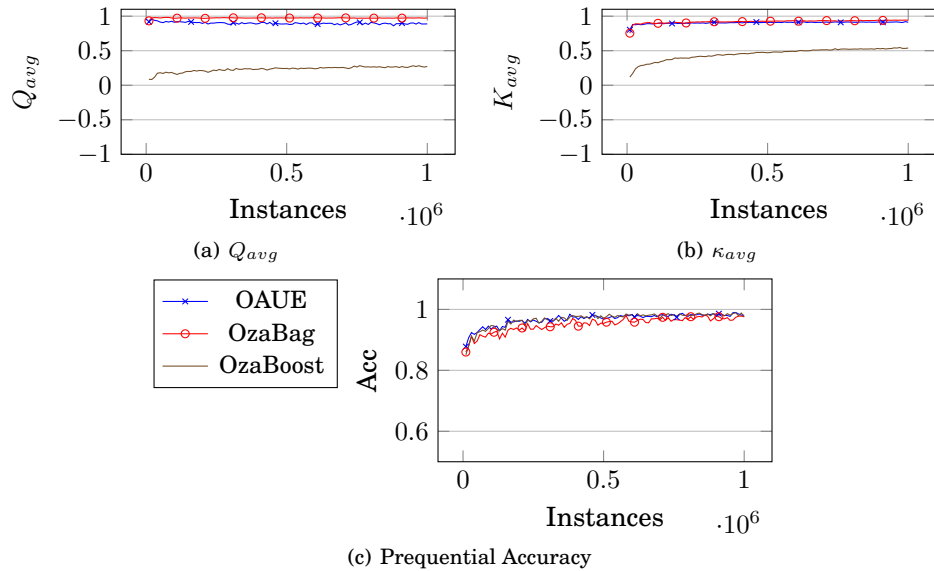 1
0.5
0
−0.5
−1
Q_avg
0 0.5 1
Instances ·10^6
(a) Q_avg
1
0.5
0
−0.5
−1
K_avg
0 0.5 1
Instances ·10^6
(b) κ_avg
OAUE
OzaBag
OzaBoost
1
0.8
0.6
Acc
0 0.5 1
Instances ·10^6
(c) Prequential Accuracy